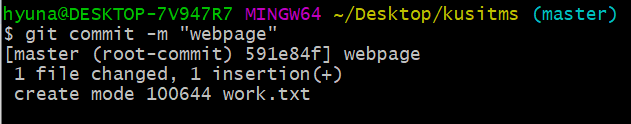 hyuna@DESKTOP-7V947R7 MINGW64 ~/Desktop/kusitms (master)
$ git commit -m "webpage"
[master (root-commit) 591e84f] webpage
 1 file changed, 1 insertion(+)
 create mode 100644 work.txt